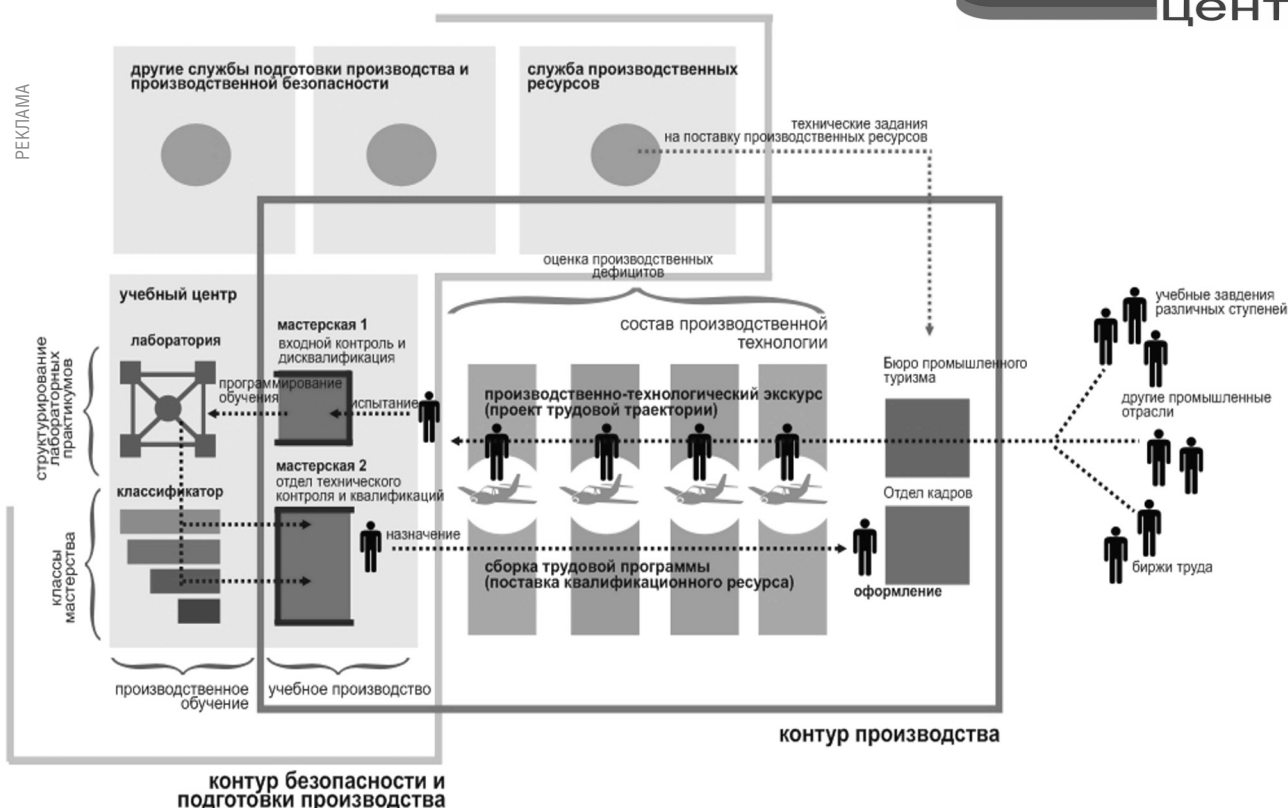 цент
РЕКЛАМА
другие службы подготовки производства и
производственной безопасности
служба производственных
ресурсов
технические задания
на поставку производственных ресурсов
оценка производственных
дефицитов
учебный центр
лаборатория
структурирование
лабораторных
практикумов
программирование
обучения
мастерская 1
входной контроль и
дисквалификация
испытание
состав производственной
технологии
производственно-технологический экскурс
(проект трудовой траектории)
Бюро промышленного
туризма
учебные завдения
различных ступеней
другие промышленные
отрасли
биржи труда
классификатор
классы
мастерства
мастерская 2
отдел технического
контроля и квалификаций
назначение
сборка трудовой программы
(поставка квалификационного ресурса)
Отдел кадров
оформление
производственное
обучение
учебное производство
контур производства
контур безопасности и
подготовки производства